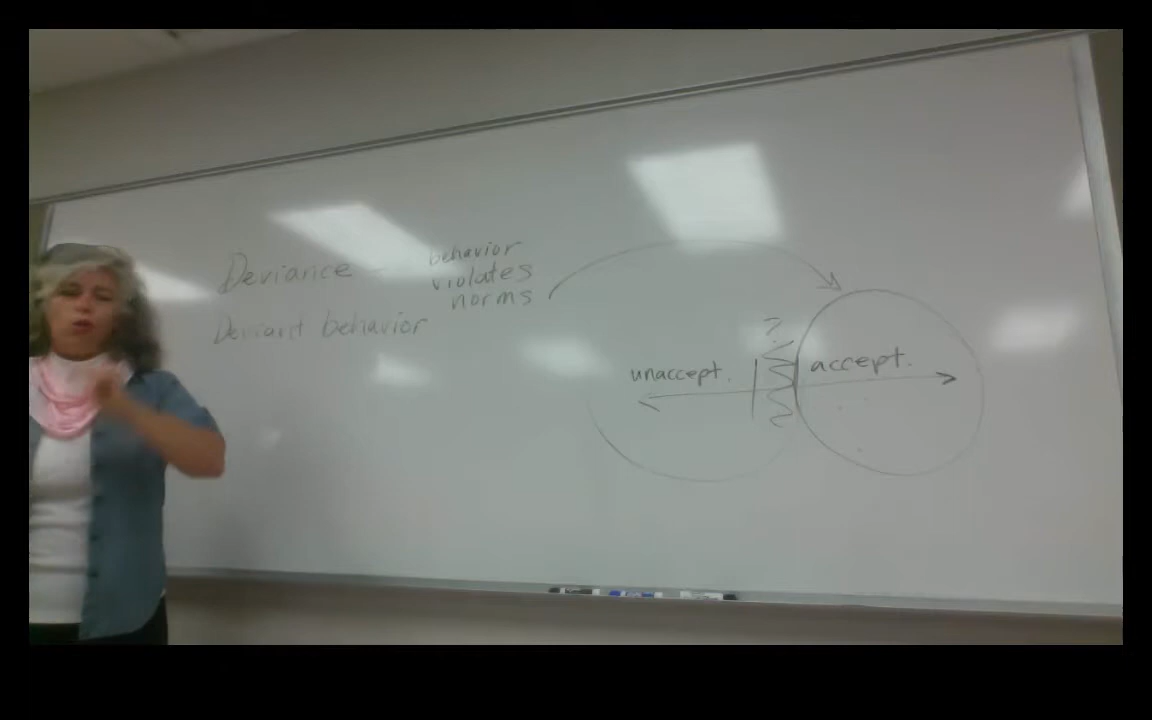 Deviance – behavior
violates
norms
Deviant behavior
?
unaccept. accept.